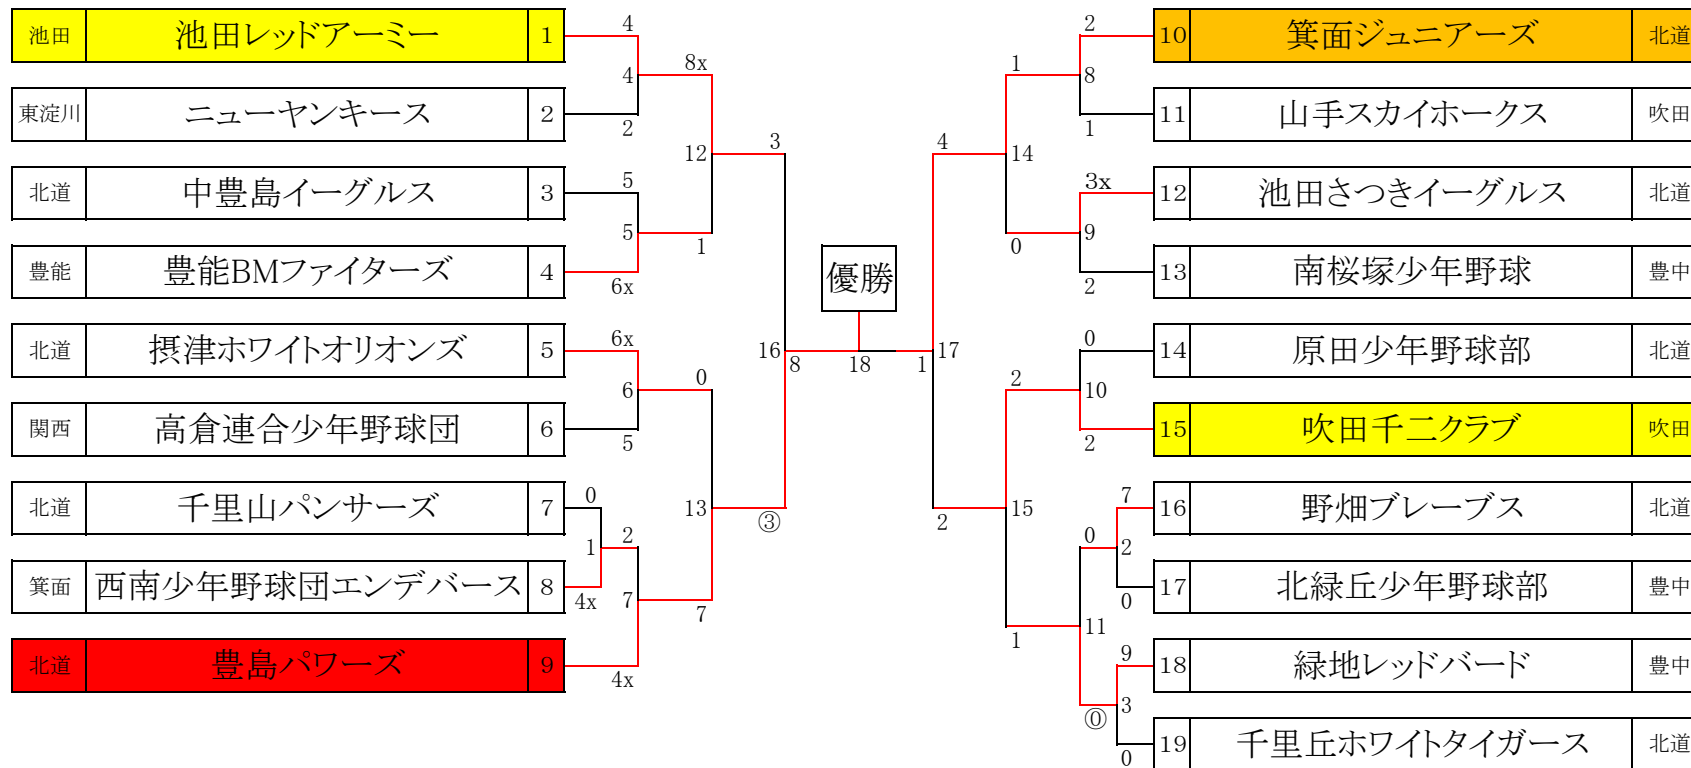 池田 池田レッドアーミー 1
東淀川 ニューヤンキース 2
北道 中豊島イーグルス 3
豊能 豊能BMファイターズ 4
北道 摂津ホワイトオリオンズ 5
関西 高倉連合少年野球団 6
北道 千里山パンサーズ 7
箕面 西南少年野球団エンデバース 8
北道 豊島パワーズ 9
4
4
2
8x
12
5
5
6x
1
3
6x
6
5
0
13
0
1
4x
2
7
4x
7
③
16
8
優勝
18
1
17
4
2
1
14
0
2
8
1
3x
9
2
2
15
1
0
10
2
0
11
⓪
7
2
0
9
3
0
10 箕面ジュニアーズ 北道
11 山手スカイホークス 吹田
12 池田さつきイーグルス 北道
13 南桜塚少年野球 豊中
14 原田少年野球部 北道
15 吹田千二クラブ 吹田
16 野畑ブレーブス 北道
17 北緑丘少年野球部 豊中
18 緑地レッドバード 豊中
19 千里丘ホワイトタイガース 北道